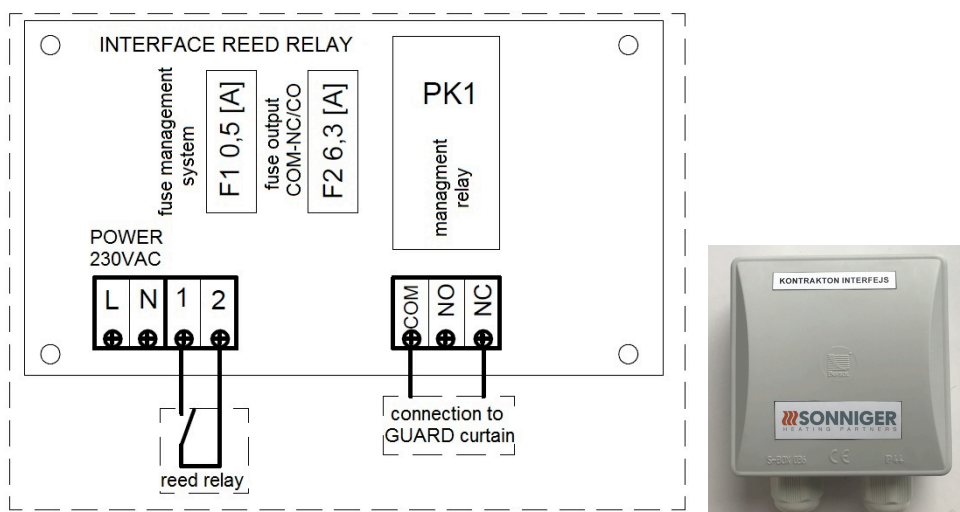 INTERFACE REED RELAY
fuse management
system
F1 0,5 [A]
fuse output
COM-NC/CO
F2 6,3 [A]
PK1
managment
relay
POWER
230VAC
L N 1 2
COM NO NC
reed relay
connection to
GUARD curtain
KONTRAKTON INTERFEJS
SONNIGER
HEATING PARTNERS
CE